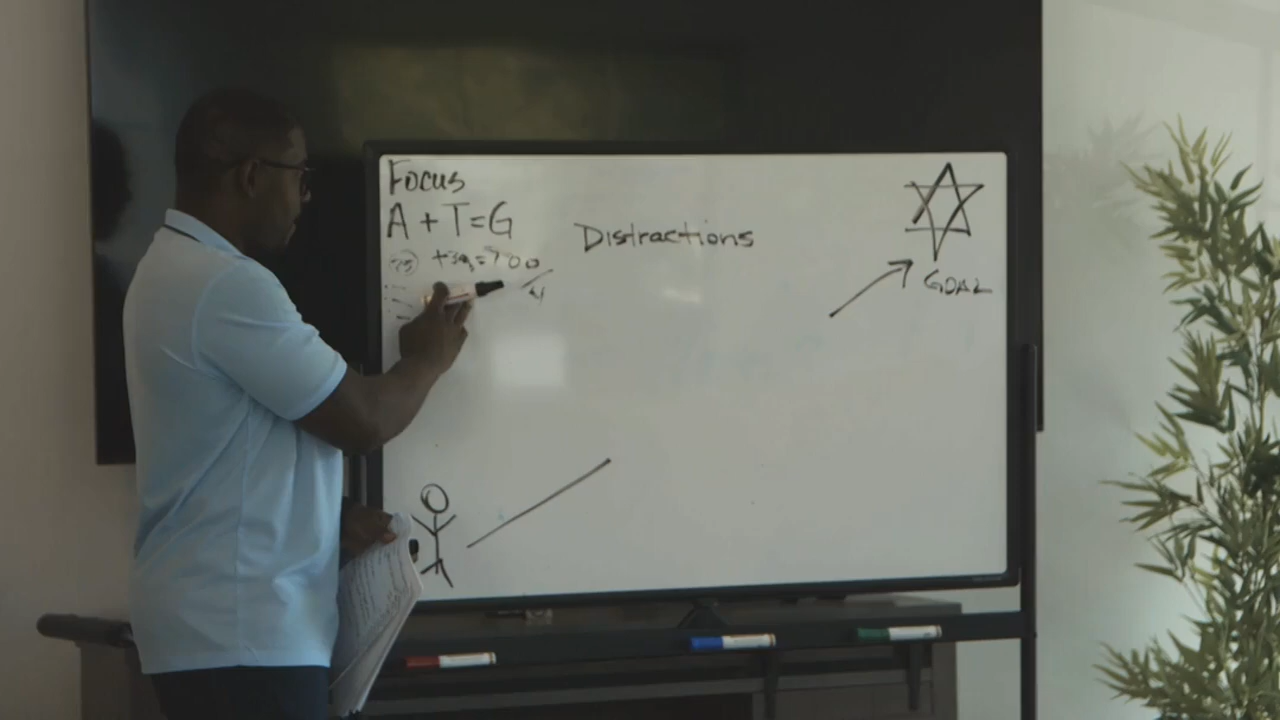 Focus
A + T = G
Distractions
GOAL